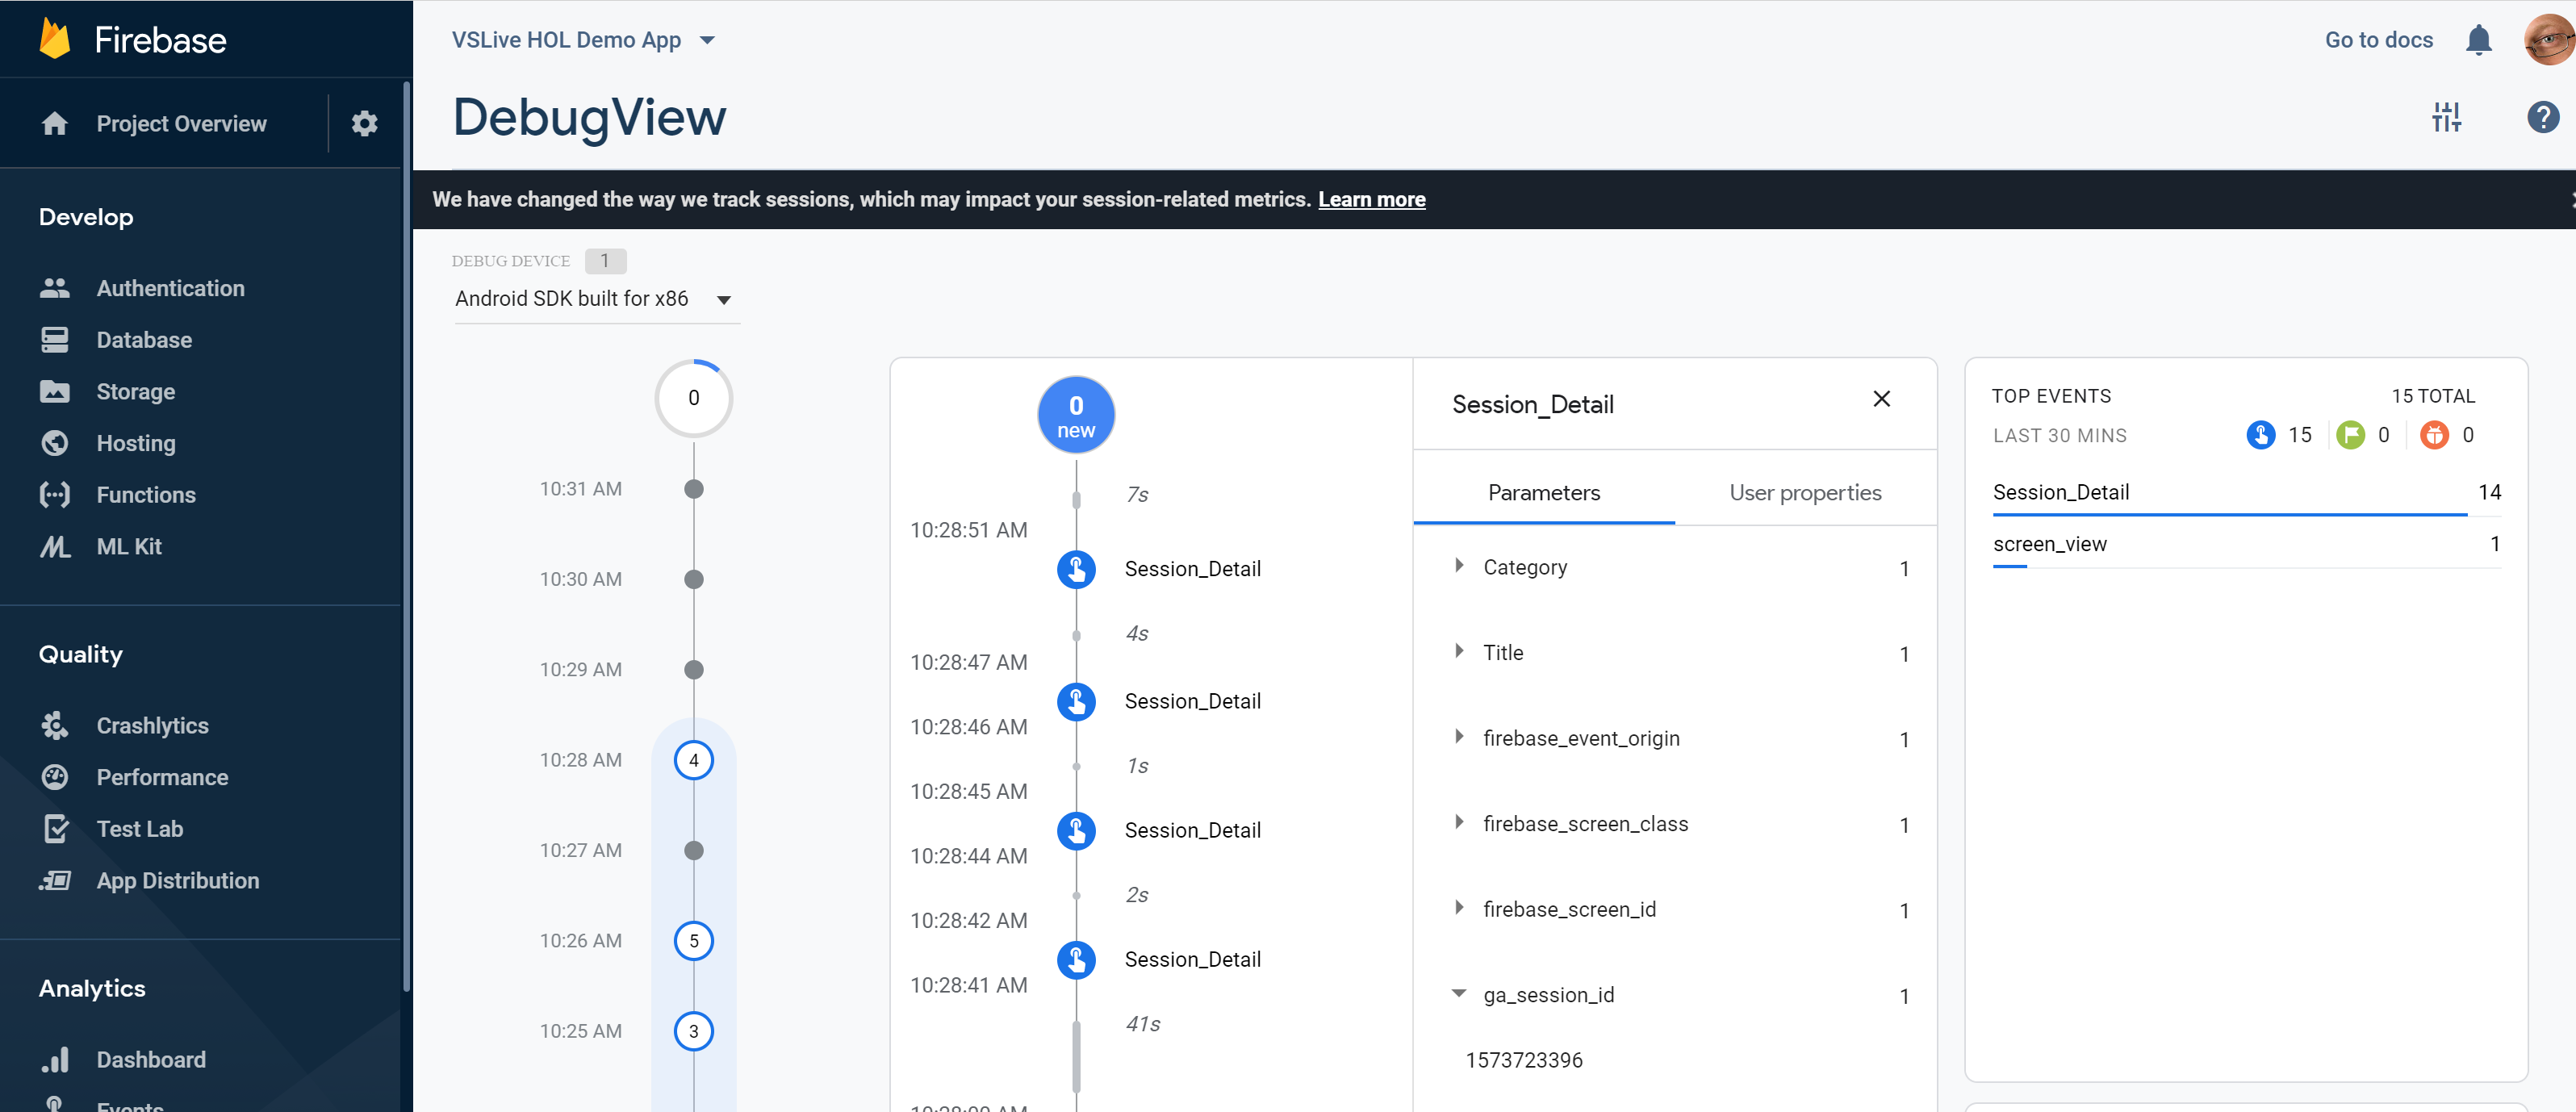 Firebase
Project Overview
Develop
Authentication
Database
Storage
Hosting
Functions
ML Kit
Quality
Crashlytics
Performance
Test Lab
App Distribution
Analytics
Dashboard
Events
VSLive HOL Demo App
Go to docs
DebugView
We have changed the way we track sessions, which may impact your session-related metrics. Learn more
DEBUG DEVICE 1
Android SDK built for x86
0
10:31 AM
10:30 AM
10:29 AM
10:28 AM 4
10:27 AM
10:26 AM 5
10:25 AM 3
0
new
7s
10:28:51 AM
Session_Detail
4s
10:28:47 AM
Session_Detail
10:28:46 AM
1s
10:28:45 AM
Session_Detail
10:28:44 AM
2s
10:28:42 AM
Session_Detail
10:28:41 AM
41s
Session_Detail
Parameters User properties
Category 1
Title 1
firebase_event_origin 1
firebase_screen_class 1
firebase_screen_id 1
ga_session_id 1
1573723396
TOP EVENTS 15 TOTAL
LAST 30 MINS 15 0 0
Session_Detail 14
screen_view 1